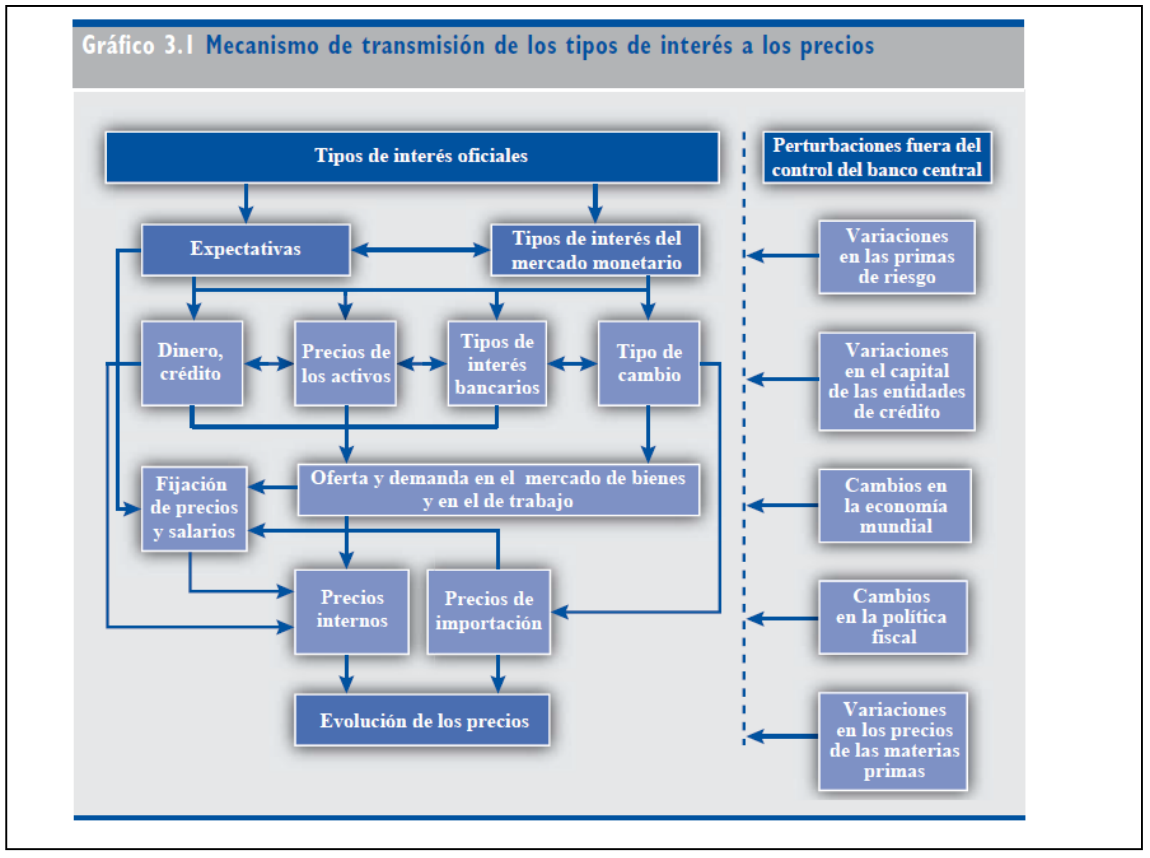 Gráfico 3.1 Mecanismo de transmisión de los tipos de interés a los precios
Tipos de interés oficiales
Perturbaciones fuera del
control del banco central
Expectativas
Tipos de interés del
mercado monetario
Variaciones
en las primas
de riesgo
Dinero,
crédito
Precios de
los activos
Tipos de
interés
bancarios
Tipo de
cambio
Variaciones
en el capital
de las entidades
de crédito
Fijación
de precios
y salarios
Oferta y demanda en el mercado de bienes
y en el de trabajo
Cambios en
la economía
mundial
Precios
internos
Precios de
importación
Cambios
en la política
fiscal
Evolución de los precios
Variaciones
en los precios
de las materias
primas